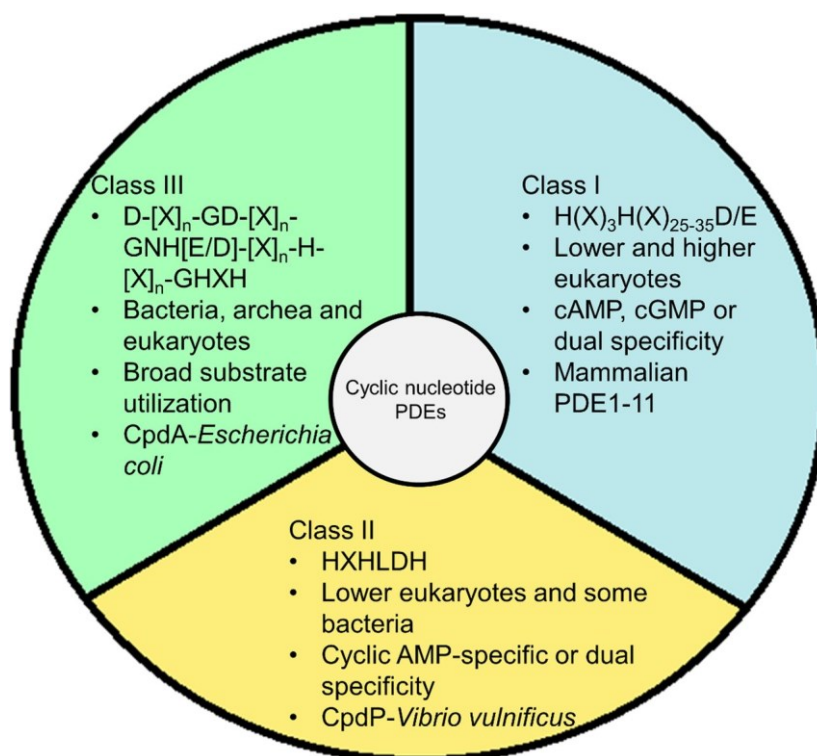 Class III
• D-[X]ₙ-GD-[X]ₙ-
GNH[E/D]-[X]ₙ-H-
[X]ₙ-GHXH
• Bacteria, archea and
eukaryotes
• Broad substrate
utilization
• CpdA-Escherichia
coli
Class I
• H(X)₃H(X)₂₅₋₃₅D/E
• Lower and higher
eukaryotes
• cAMP, cGMP or
dual specificity
• Mammalian
PDE1-11
Cyclic nucleotide
PDEs
Class II
• HXHLDH
• Lower eukaryotes and some
bacteria
• Cyclic AMP-specific or dual
specificity
• CpdP-Vibrio vulnificus